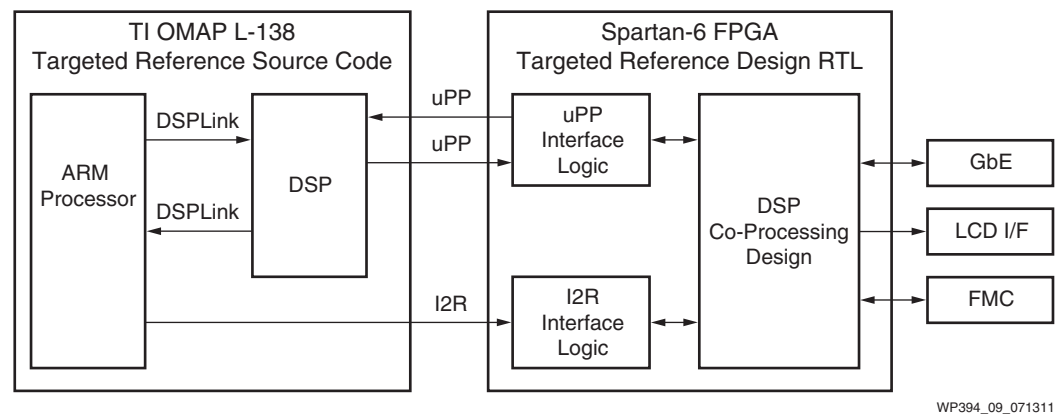 TI OMAP L-138
Targeted Reference Source Code
Spartan-6 FPGA
Targeted Reference Design RTL
ARM
Processor
DSPLink
DSPLink
DSP
uPP
uPP
I2R
uPP
Interface
Logic
I2R
Interface
Logic
DSP
Co-Processing
Design
GbE
LCD I/F
FMC
WP394_09_071311